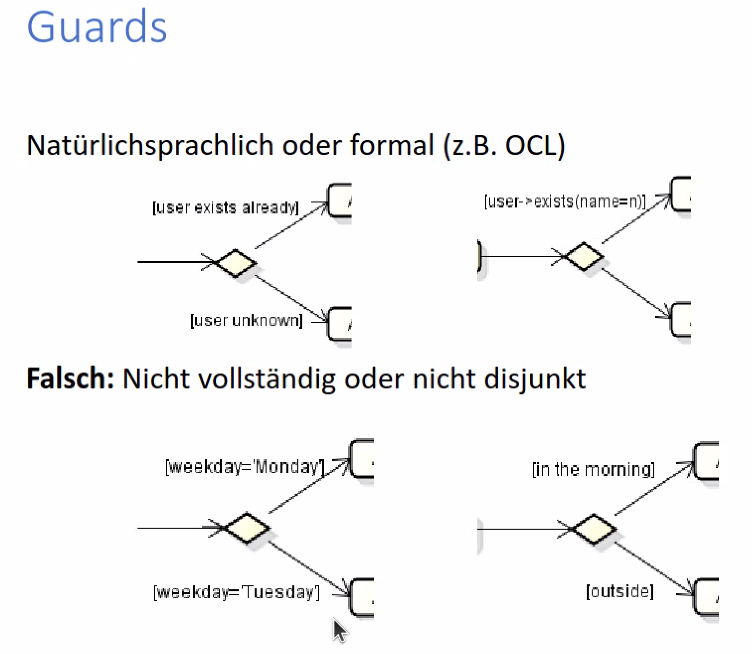 Guards
Natürlichsprachlich oder formal (z.B. OCL)
[user exists already]
[user->exists(name=n)]
[user unknown]
Falsch: Nicht vollständig oder nicht disjunkt
[weekday='Monday']
[in the morning]
[weekday='Tuesday']
[outside]